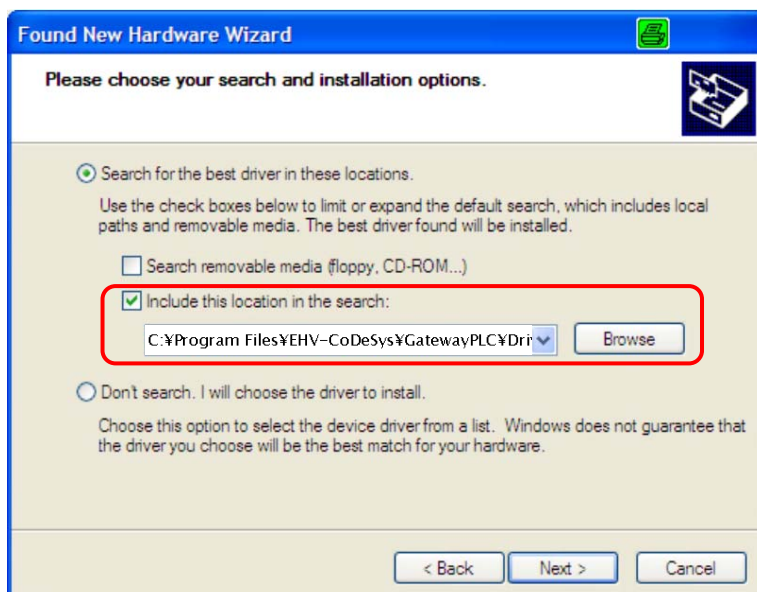 Found New Hardware Wizard
Please choose your search and installation options.
Search for the best driver in these locations.
Use the check boxes below to limit or expand the default search, which includes local
paths and removable media. The best driver found will be installed.
Search removable media (floppy, CD-ROM...)
Include this location in the search:
C:¥Program Files¥EHV-CoDeSys¥GatewayPLC¥Dri
Browse
Don't search. I will choose the driver to install.
Choose this option to select the device driver from a list. Windows does not guarantee that
the driver you choose will be the best match for your hardware.
< Back
Next >
Cancel